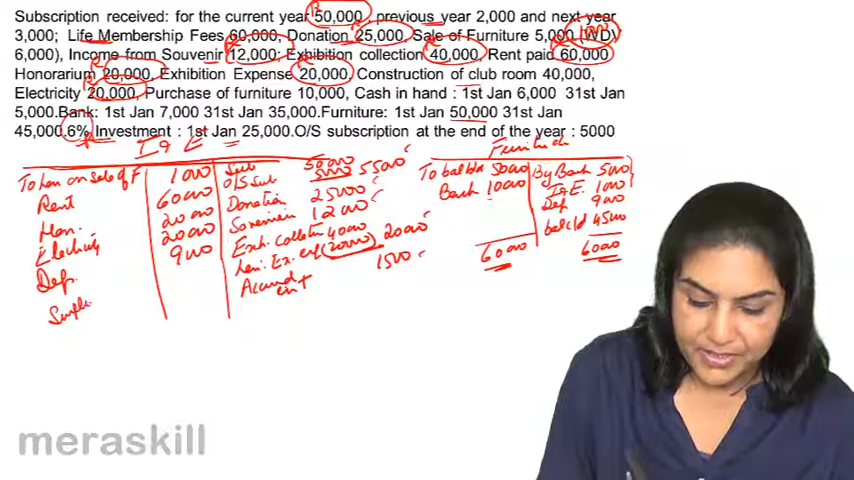 Subscription received: for the current year 50,000 previous year 2,000 and next year
3,000; Life Membership Fees 60,000, Donation 25,000 Sale of Furniture 5,000
6,000), Income from Souvenir 12,000; Exhibition collection 40,000, Rent paid 60,000
Honorarium 20,000, Exhibition Expense 20,000, Construction of club room 40,000,
Electricity 20,000, Purchase of furniture 10,000, Cash in hand : 1st Jan 6,000 31st Jan
5,000.Bank: 1st Jan 7,000 31st Jan 35,000.Furniture: 1st Jan 50,000 31st Jan
45,000.6% Investment : 1st Jan 25,000.O/S subscription at the end of the year : 5000
I & E
To Loss on sale of F 1000
Rent 60000
Hon. 20000
Electricity 20000
Dep. 9000
Sub 50000
O/S Sub 5000 55000
Donation 25000
Souvenir 12000
Exh. Collection 40000
Less: Ex. exp (20000) 20000
Accrued int 1500
Furniture
To bal b/d 50000
Bank 10000
60000
By Bank 5000
I & E. 1000
Dep 9000
bal c/d 45000
60000
meraskill